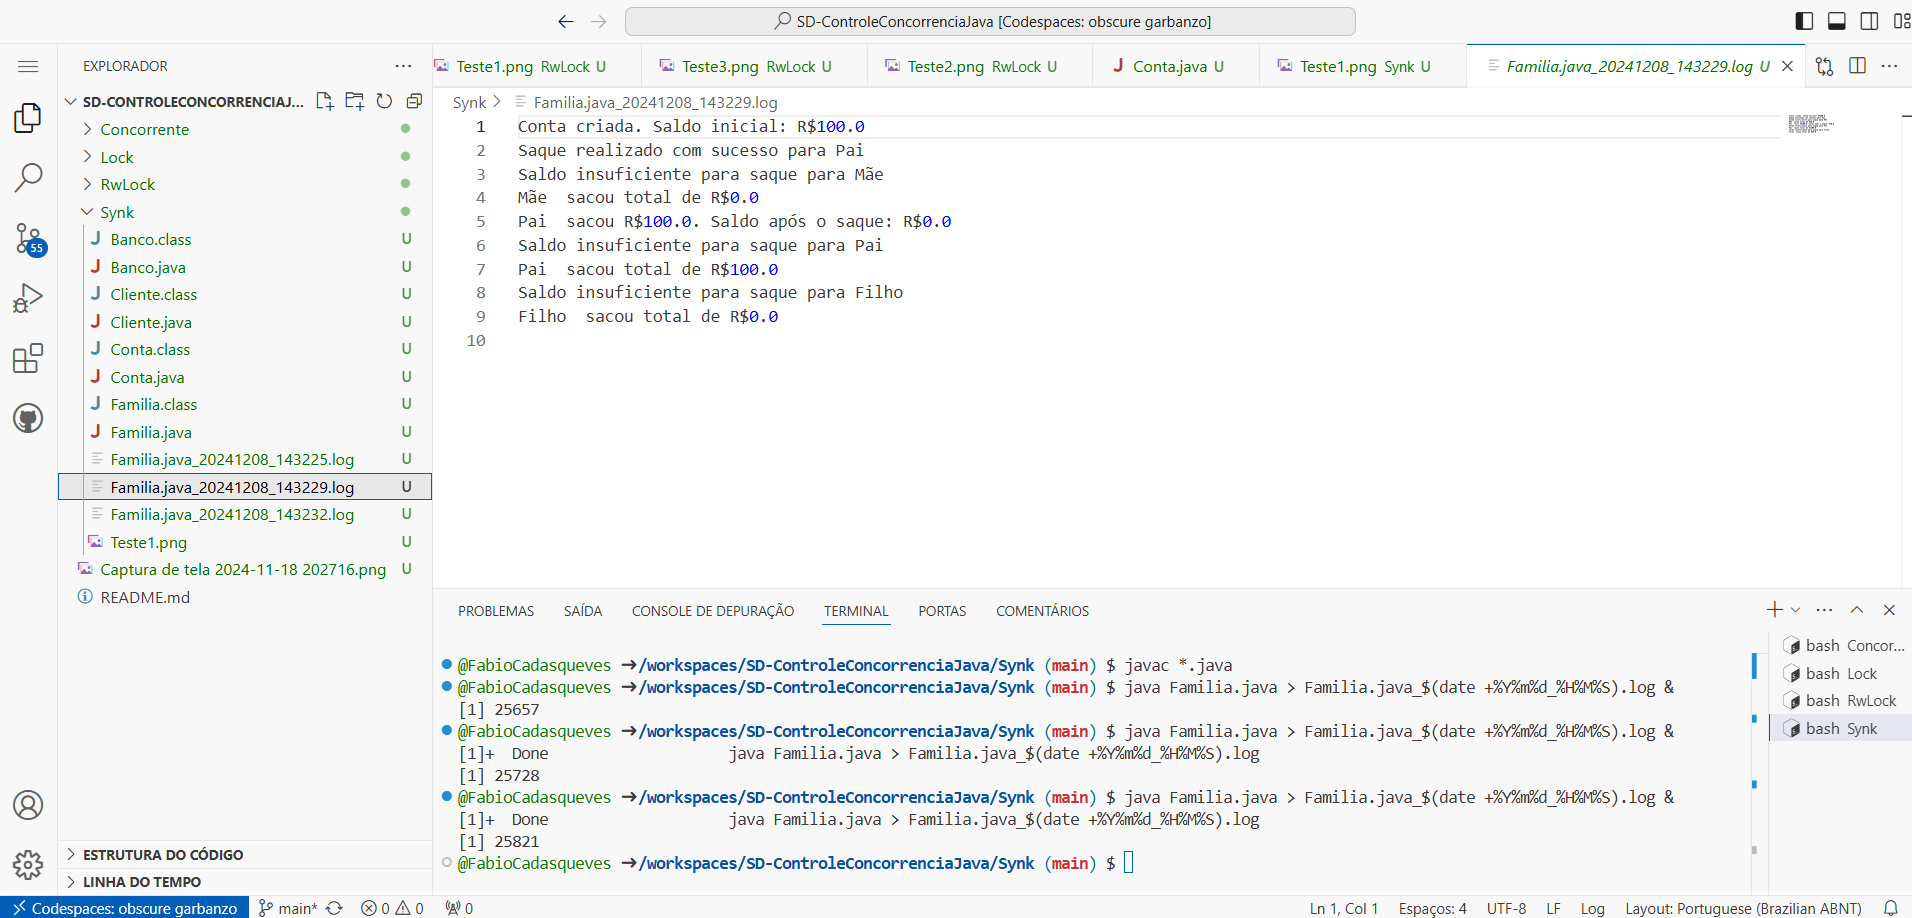 SD-ControleConcorrenciaJava [Codespaces: obscure garbanzo]
EXPLORADOR
Teste1.png RwLock U
Teste3.png RwLock U
Teste2.png RwLock U
Conta.java U
Teste1.png Synk U
Familia.java_20241208_143229.log U
SD-CONTROLECONCORRENCIAJ...
Concorrente
Lock
RwLock
Synk
Banco.class U
Banco.java U
Cliente.class U
Cliente.java U
Conta.class U
Conta.java U
Familia.class U
Familia.java U
Familia.java_20241208_143225.log U
Familia.java_20241208_143229.log U
Familia.java_20241208_143232.log U
Teste1.png U
Captura de tela 2024-11-18 202716.png U
README.md
55
ESTRUTURA DO CÓDIGO
LINHA DO TEMPO
Synk > Familia.java_20241208_143229.log
1 Conta criada. Saldo inicial: R$100.0
2 Saque realizado com sucesso para Pai
3 Saldo insuficiente para saque para Mãe
4 Mãe  sacou total de R$0.0
5 Pai  sacou R$100.0. Saldo após o saque: R$0.0
6 Saldo insuficiente para saque para Pai
7 Pai  sacou total de R$100.0
8 Saldo insuficiente para saque para Filho
9 Filho  sacou total de R$0.0
10
PROBLEMAS SAÍDA CONSOLE DE DEPURAÇÃO TERMINAL PORTAS COMENTÁRIOS
@FabioCadasqueves ➜/workspaces/SD-ControleConcorrenciaJava/Synk (main) $ javac *.java
@FabioCadasqueves ➜/workspaces/SD-ControleConcorrenciaJava/Synk (main) $ java Familia.java > Familia.java_$(date +%Y%m%d_%H%M%S).log &
[1] 25657
@FabioCadasqueves ➜/workspaces/SD-ControleConcorrenciaJava/Synk (main) $ java Familia.java > Familia.java_$(date +%Y%m%d_%H%M%S).log &
[1]+  Done                    java Familia.java > Familia.java_$(date +%Y%m%d_%H%M%S).log
[1] 25728
@FabioCadasqueves ➜/workspaces/SD-ControleConcorrenciaJava/Synk (main) $ java Familia.java > Familia.java_$(date +%Y%m%d_%H%M%S).log &
[1]+  Done                    java Familia.java > Familia.java_$(date +%Y%m%d_%H%M%S).log
[1] 25821
@FabioCadasqueves ➜/workspaces/SD-ControleConcorrenciaJava/Synk (main) $
bash Concor...
bash Lock
bash RwLock
bash Synk
Codespaces: obscure garbanzo main* 0 0 0 Ln 1, Col 1 Espaços: 4 UTF-8 LF Log Layout: Portuguese (Brazilian ABNT)